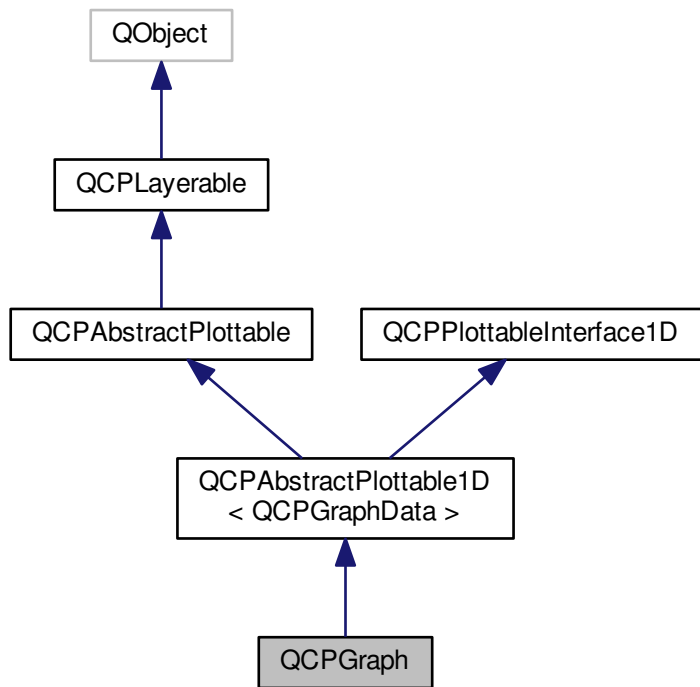 QObject
QCPLayerable
QCPAbstractPlottable
QCPPlottableInterface1D
QCPAbstractPlottable1D
< QCPGraphData >
QCPGraph